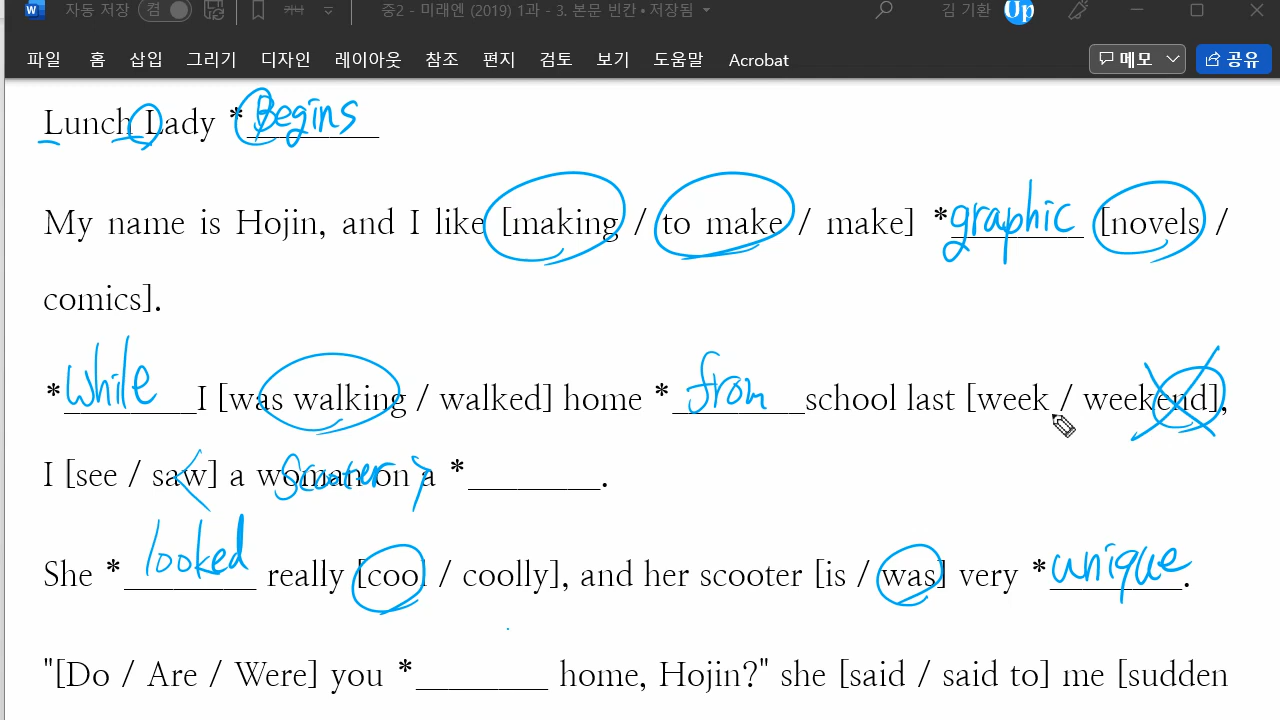 자동 저장 켬 가나 중2 - 미래엔 (2019) 1과 - 3. 본문 빈칸 • 저장됨 김 기환 Up
파일 홈 삽입 그리기 디자인 레이아웃 참조 편지 검토 보기 도움말 Acrobat 메모 공유
Lunch Lady *Begins
My name is Hojin, and I like [making / to make / make] *graphic [novels /
comics].
*while I [was walking / walked] home *from school last [week / weekend],
I [see / saw] a woman on a *________.
<scooter>
She *looked really [cool / coolly], and her scooter [is / was] very *unique.
"[Do / Are / Were] you *________ home, Hojin?" she [said / said to] me [sudden